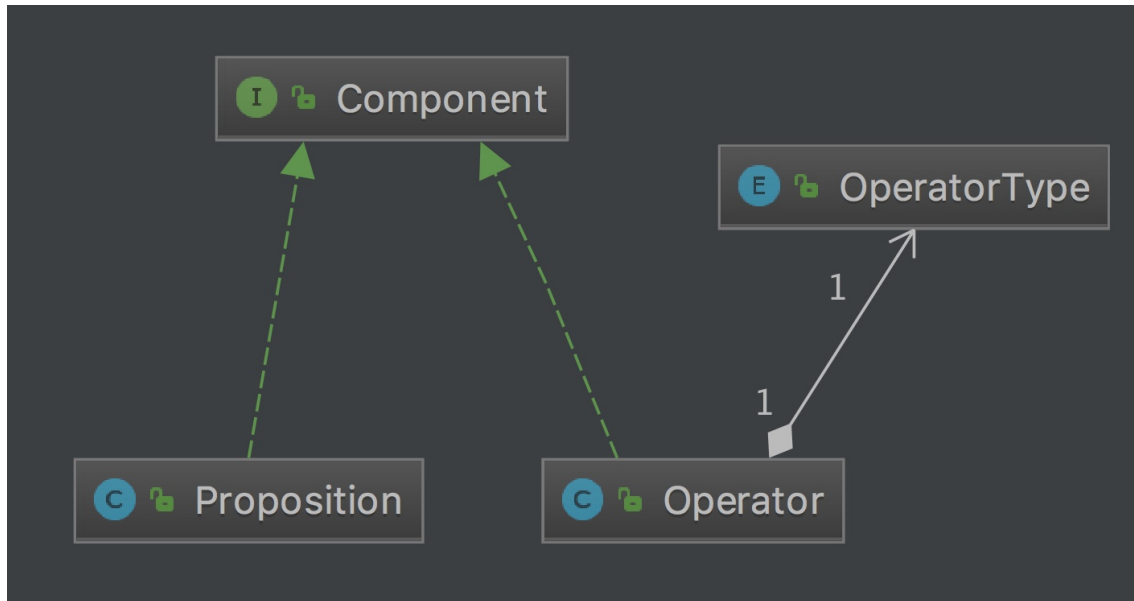 I Component
E OperatorType
1
1
C Proposition
C Operator